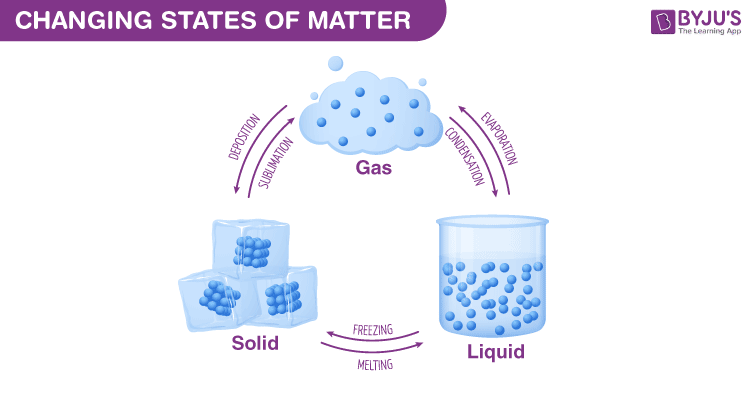 CHANGING STATES OF MATTER
BYJU'S
The Learning App
DEPOSITION
SUBLIMATION
Gas
CONDENSATION
EVAPORATION
Solid
FREEZING
MELTING
Liquid